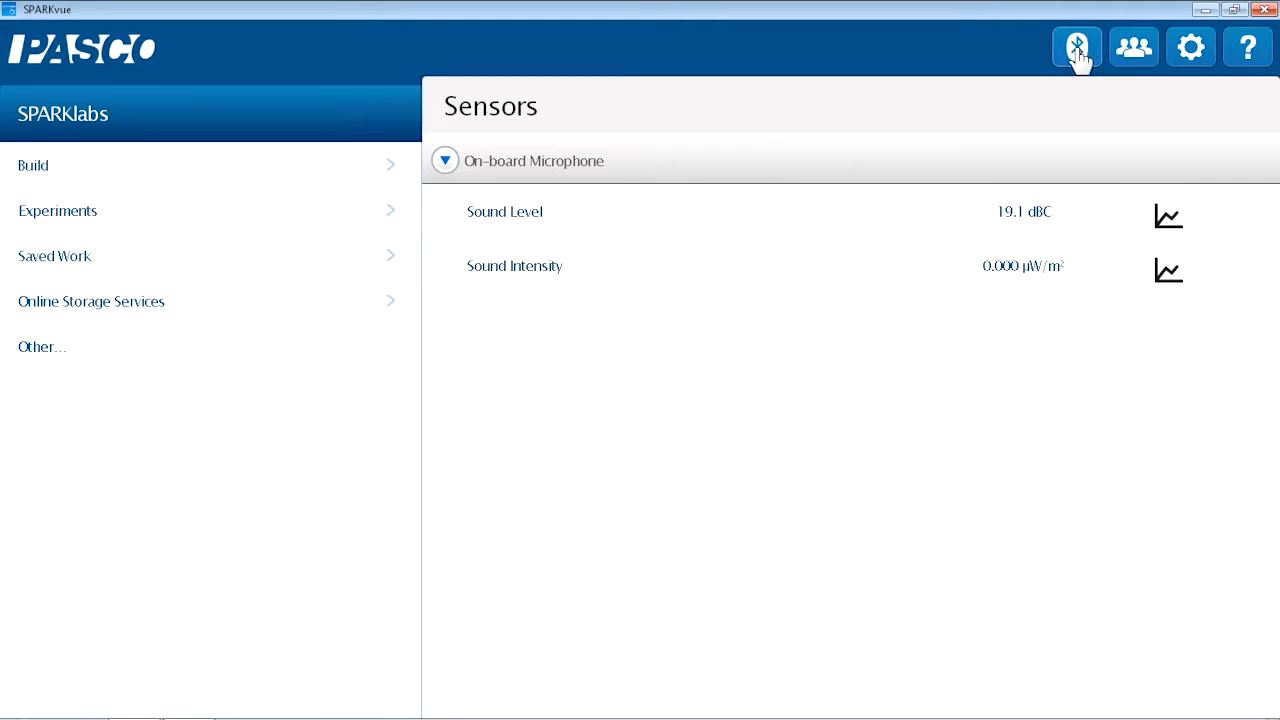 SPARKvue
PASCO
?
SPARKlabs
Sensors
Build
On-board Microphone
Experiments
Sound Level 19.1 dBC
Saved Work
Sound Intensity 0.000 µW/m²
Online Storage Services
Other...